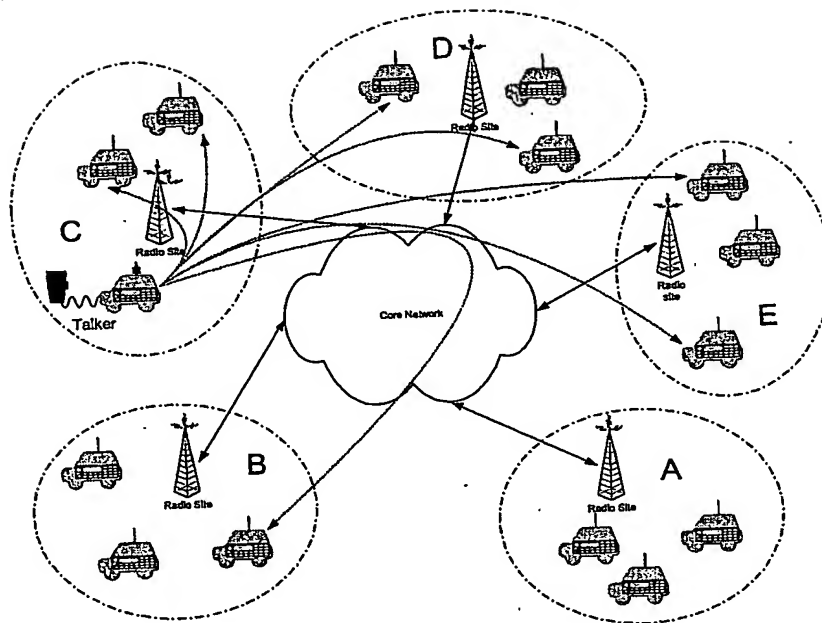 D
Radio Site
C
Radio Site
Talker
Core Network
Radio
site
E
B
Radio Site
A
Radio Site